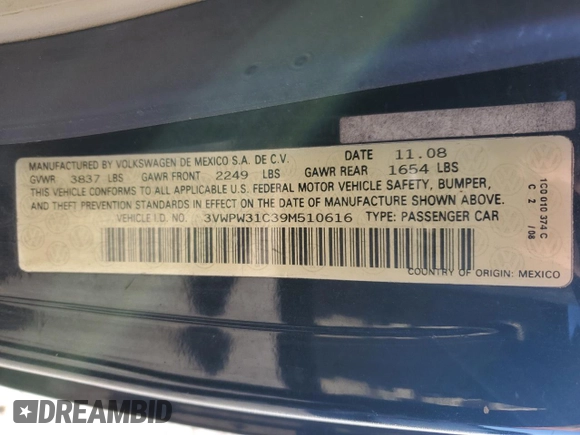 MANUFACTURED BY VOLKSWAGEN DE MEXICO S.A. DE C.V. DATE 11.08
GVWR 3837 LBS GAWR FRONT 2249 LBS GAWR REAR 1654 LBS
THIS VEHICLE CONFORMS TO ALL APPLICABLE U.S. FEDERAL MOTOR VEHICLE SAFETY, BUMPER,
AND THEFT PREVENTION STANDARDS IN EFFECT ON THE DATE OF MANUFACTURE SHOWN ABOVE.
VEHICLE I.D. NO. 3VWPW31C39M510616 TYPE: PASSENGER CAR
COUNTRY OF ORIGIN: MEXICO
1C0 010 374 C
C 2 /08
DREAMBID